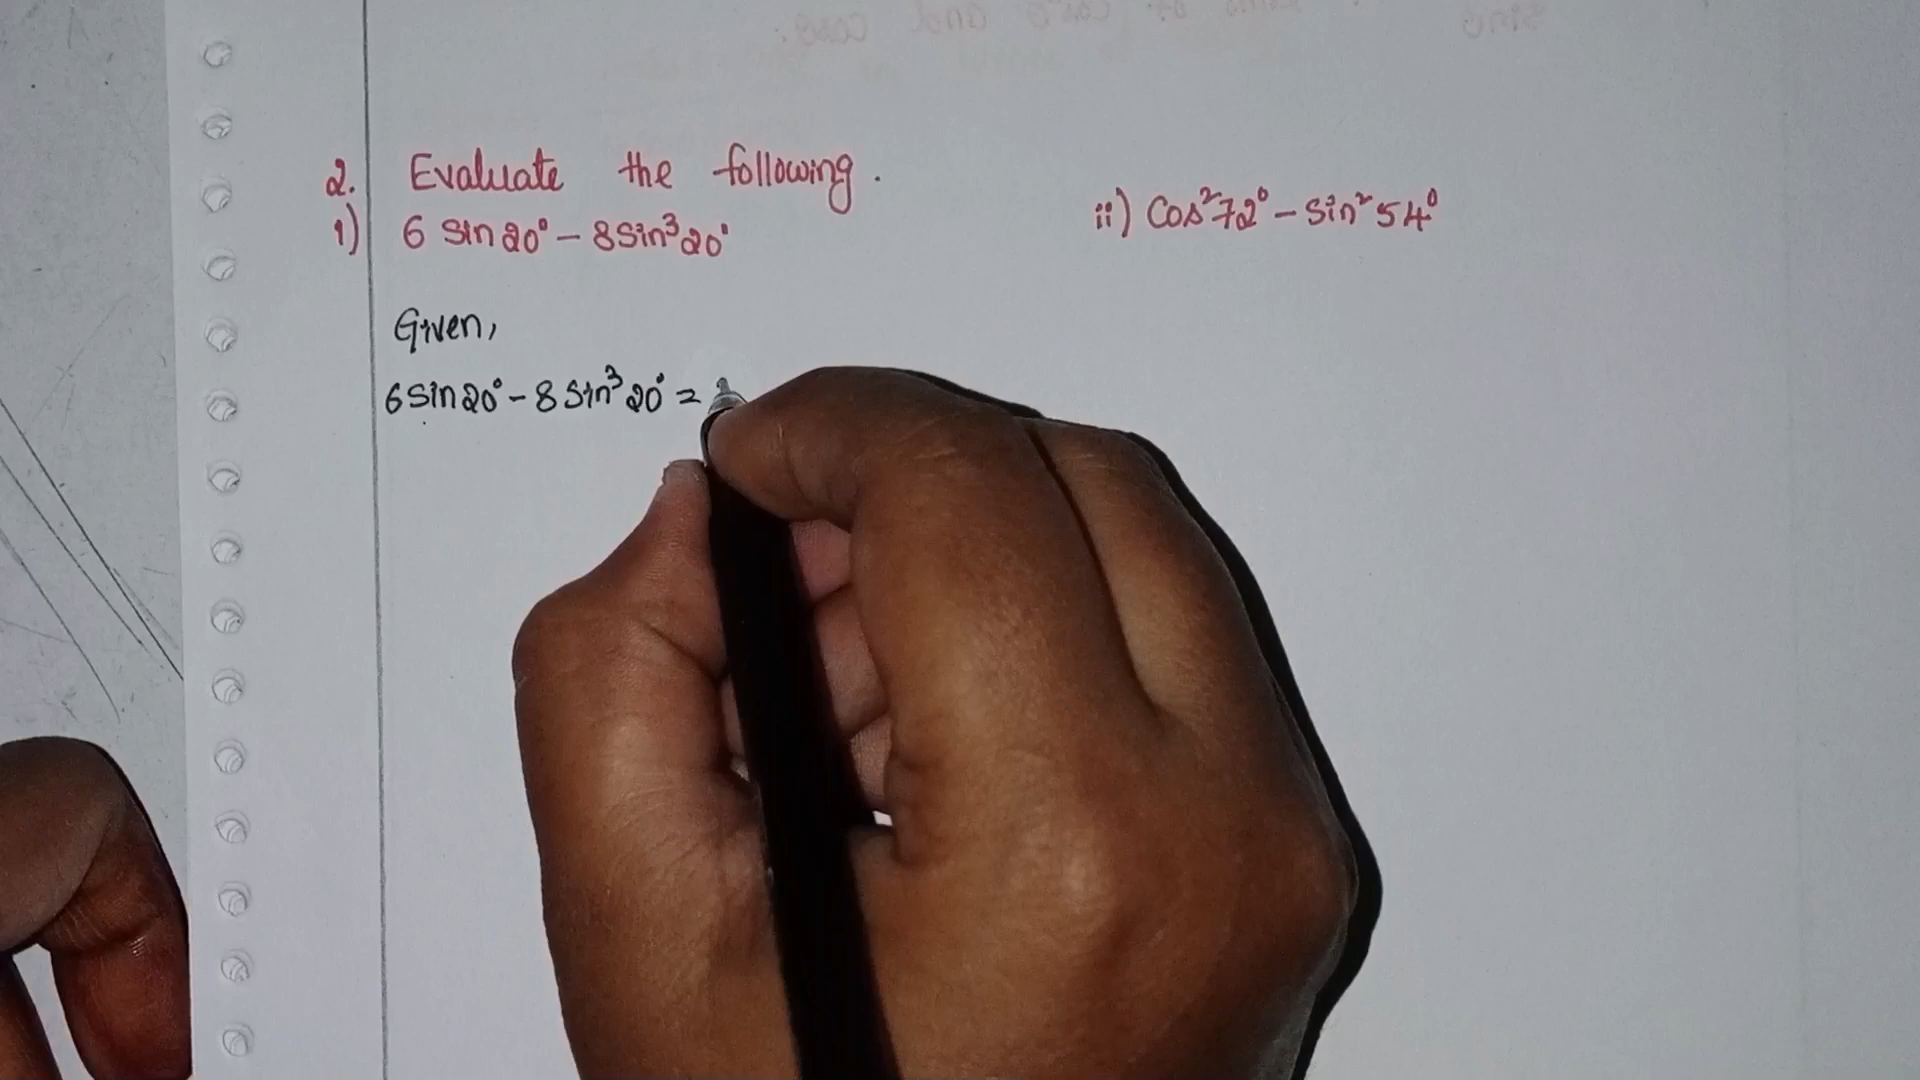 2. Evaluate the following.
i) 6 Sin 20° - 8 Sin³ 20°
ii) Cos² 72° - Sin² 54°
Given,
6 Sin 20° - 8 Sin³ 20° =